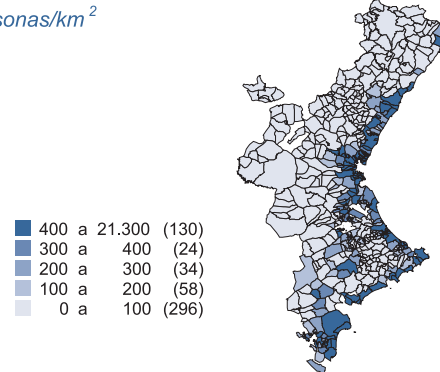 sonas/km²
400 a 21.300 (130)
300 a 400 (24)
200 a 300 (34)
100 a 200 (58)
0 a 100 (296)